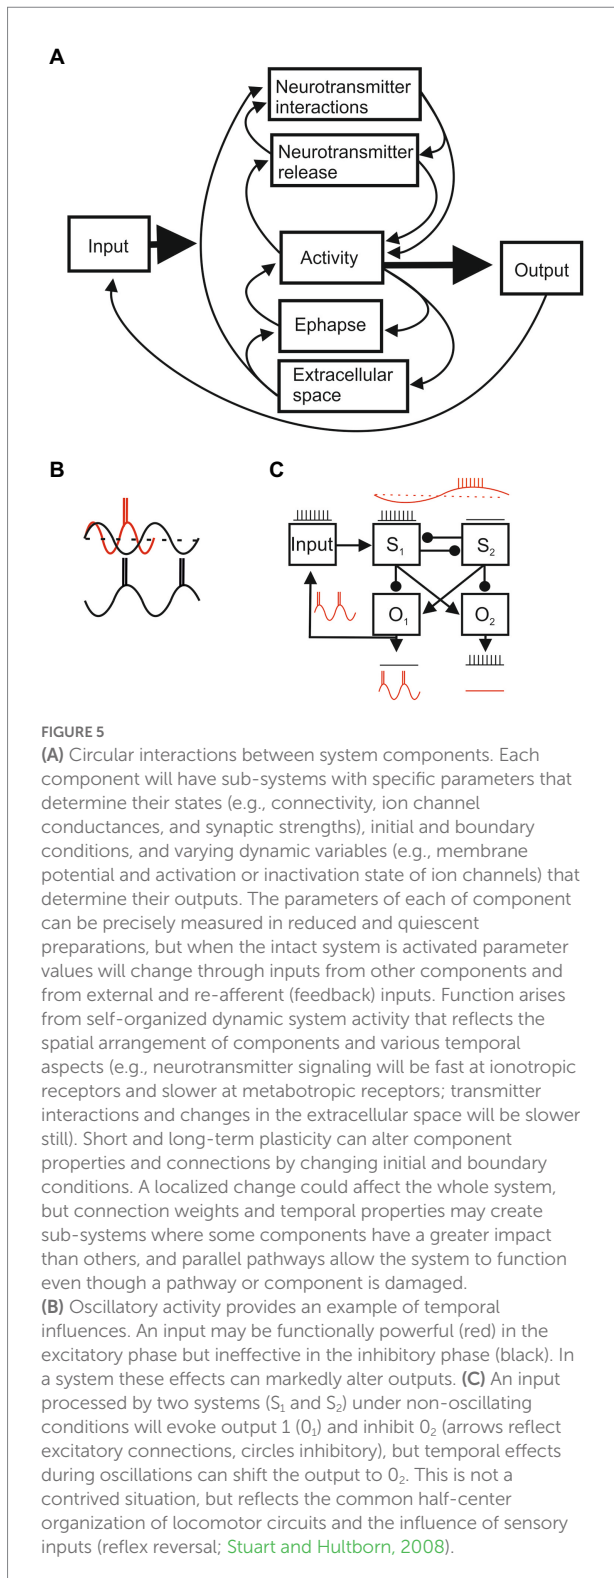 A
Neurotransmitter
interactions
Neurotransmitter
release
Input
Activity
Output
Ephapse
Extracellular
space
B
C
Input
S₁
S₂
O₁
O₂
FIGURE 5
(A) Circular interactions between system components. Each
component will have sub-systems with specific parameters that
determine their states (e.g., connectivity, ion channel
conductances, and synaptic strengths), initial and boundary
conditions, and varying dynamic variables (e.g., membrane
potential and activation or inactivation state of ion channels) that
determine their outputs. The parameters of each of component
can be precisely measured in reduced and quiescent
preparations, but when the intact system is activated parameter
values will change through inputs from other components and
from external and re-afferent (feedback) inputs. Function arises
from self-organized dynamic system activity that reflects the
spatial arrangement of components and various temporal
aspects (e.g., neurotransmitter signaling will be fast at ionotropic
receptors and slower at metabotropic receptors; transmitter
interactions and changes in the extracellular space will be slower
still). Short and long-term plasticity can alter component
properties and connections by changing initial and boundary
conditions. A localized change could affect the whole system,
but connection weights and temporal properties may create
sub-systems where some components have a greater impact
than others, and parallel pathways allow the system to function
even though a pathway or component is damaged.
(B) Oscillatory activity provides an example of temporal
influences. An input may be functionally powerful (red) in the
excitatory phase but ineffective in the inhibitory phase (black). In
a system these effects can markedly alter outputs. (C) An input
processed by two systems (S₁ and S₂) under non-oscillating
conditions will evoke output 1 (0₁) and inhibit 0₂ (arrows reflect
excitatory connections, circles inhibitory), but temporal effects
during oscillations can shift the output to 0₂. This is not a
contrived situation, but reflects the common half-center
organization of locomotor circuits and the influence of sensory
inputs (reflex reversal; Stuart and Hultborn, 2008).